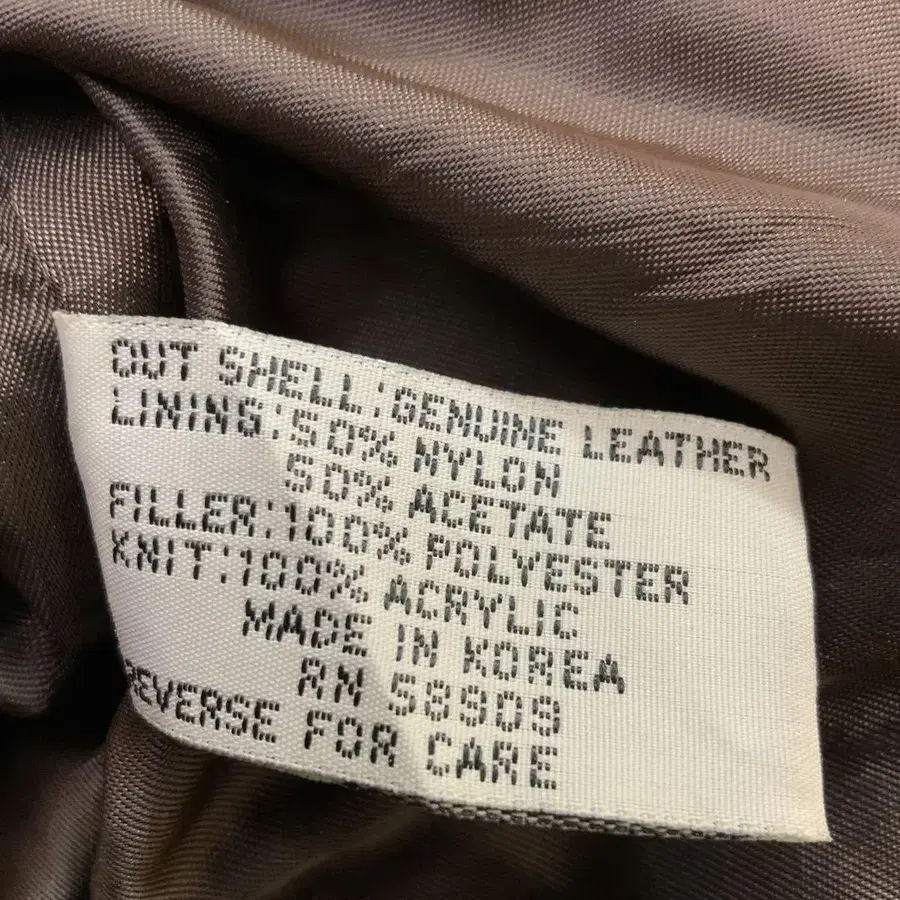 OUT SHELL:GENUINE LEATHER
LINING:50% NYLON
50% ACETATE
FILLER:100% POLYESTER
KNIT:100% ACRYLIC
MADE IN KOREA
RN 58909
REVERSE FOR CARE